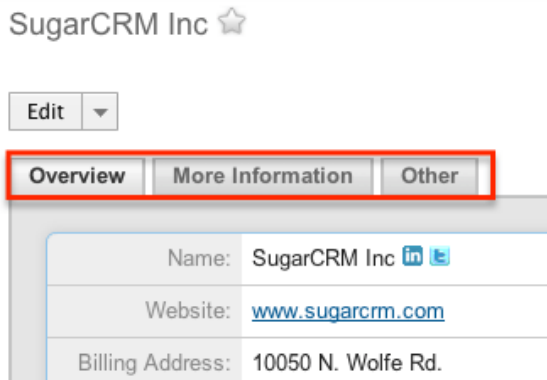 SugarCRM Inc
Edit
Overview More Information Other
Name: SugarCRM Inc in t
Website: www.sugarcrm.com
Billing Address: 10050 N. Wolfe Rd.